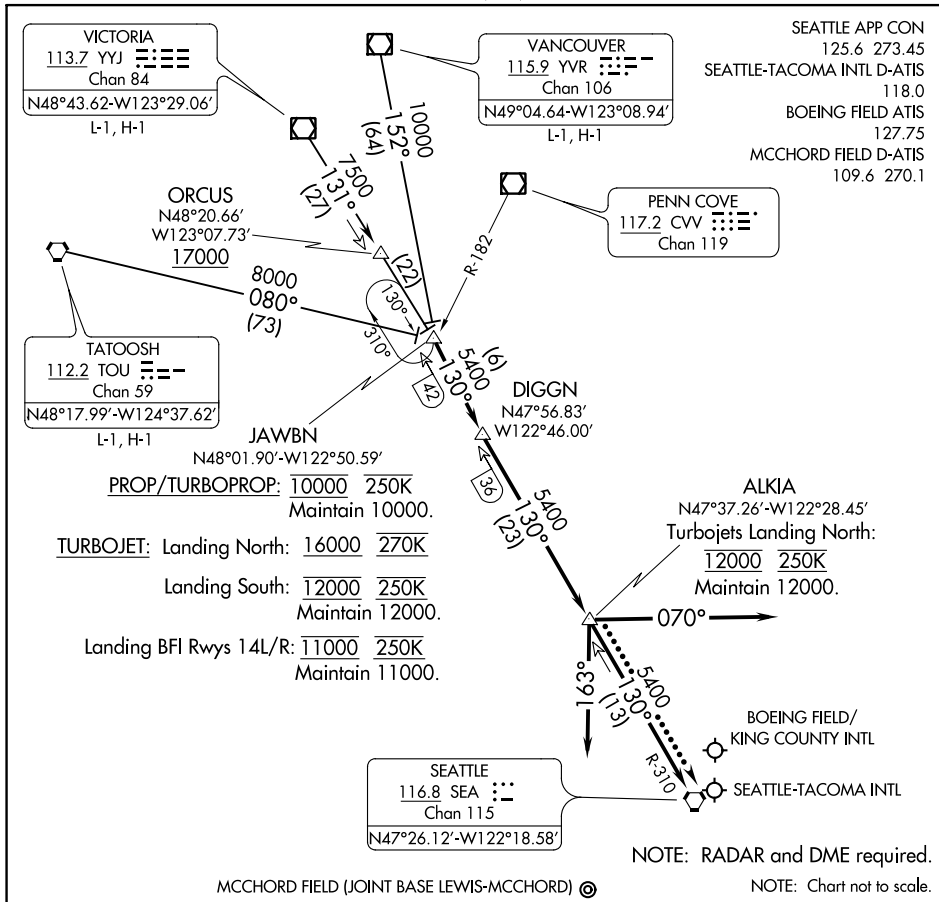 VICTORIA
113.7 YYJ
Chan 84
N48°43.62-W123°29.06′
L-1, H-1
VANCOUVER
115.9 YVR
Chan 106
N49°04.64-W123°08.94′
L-1, H-1
SEATTLE APP CON
125.6 273.45
SEATTLE-TACOMA INTL D-ATIS
118.0
BOEING FIELD ATIS
127.75
MCCHORD FIELD D-ATIS
109.6 270.1
10000
152°
(64)
7500
131°
(27)
ORCUS
N48°20.66′
W123°07.73′
17000
PENN COVE
117.2 CVV
Chan 119
R-182
(22)
8000
080°
(73)
130°
310°
TATOOSH
112.2 TOU
Chan 59
N48°17.99′-W124°37.62′
L-1, H-1
(6)
5400
130°
42
DIGGN
N47°56.83′
W122°46.00′
JAWBN
N48°01.90′-W122°50.59′
PROP/TURBOPROP: 10000 250K
Maintain 10000.
TURBOJET: Landing North: 16000 270K
Landing South: 12000 250K
Maintain 12000.
Landing BFI Rwys 14L/R: 11000 250K
Maintain 11000.
36
5400
130°
(23)
ALKIA
N47°37.26′-W122°28.45′
Turbojets Landing North:
12000 250K
Maintain 12000.
070°
163°
5400
130°
(13)
R-310
BOEING FIELD/
KING COUNTY INTL
SEATTLE-TACOMA INTL
SEATTLE
116.8 SEA
Chan 115
N47°26.12′-W122°18.58′
NOTE: RADAR and DME required.
MCCHORD FIELD (JOINT BASE LEWIS-MCCHORD)
NOTE: Chart not to scale.